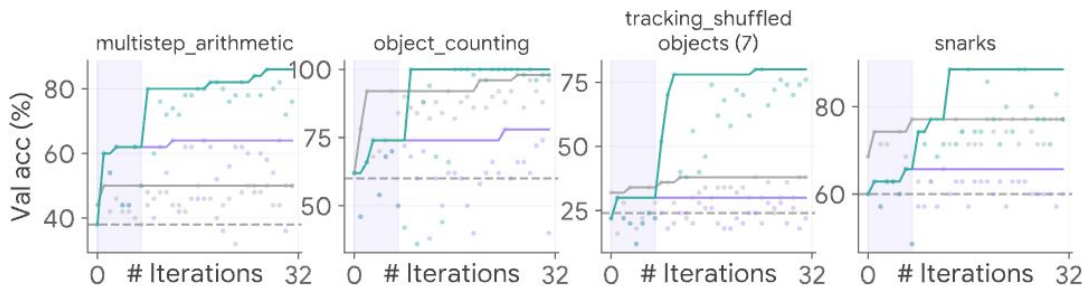 multistep_arithmetic
object_counting
tracking_shuffled
objects (7)
snarks
Val acc (%)
80
60
40
100
75
50
75
50
25
80
60
0 # Iterations 32
0 # Iterations 32
0 # Iterations 32
0 # Iterations 32